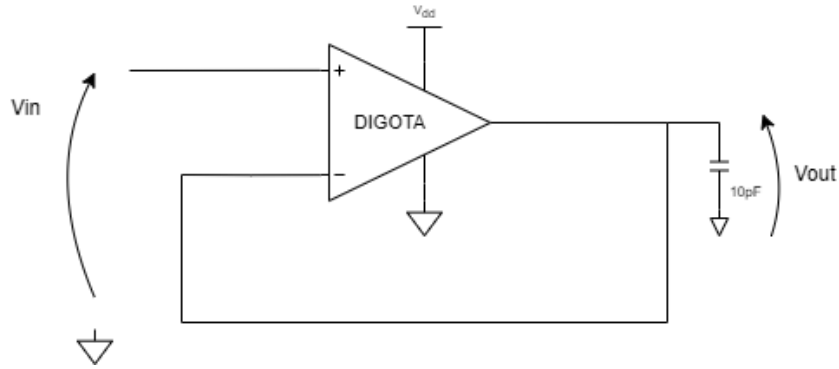 Vdd
+
Vin
DIGOTA
−
Vout
10pF